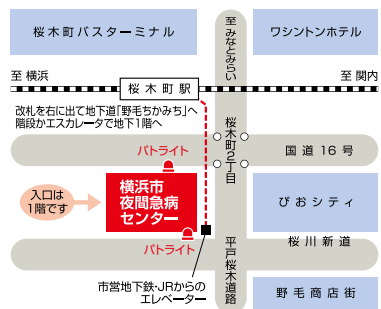 桜木町バスターミナル
至みなとみらい
ワシントンホテル
至 横浜
桜木町駅
至 関内
改札を右に出て地下道「野毛ちかみち」へ
階段かエスカレータで地下1階へ
桜木町2丁目
国道16号
パトライト
入口は
1階です
横浜市
夜間急病
センター
ぴおシティ
パトライト
平戸桜木道路
桜川新道
市営地下鉄・JRからの
エレベーター
野毛商店街